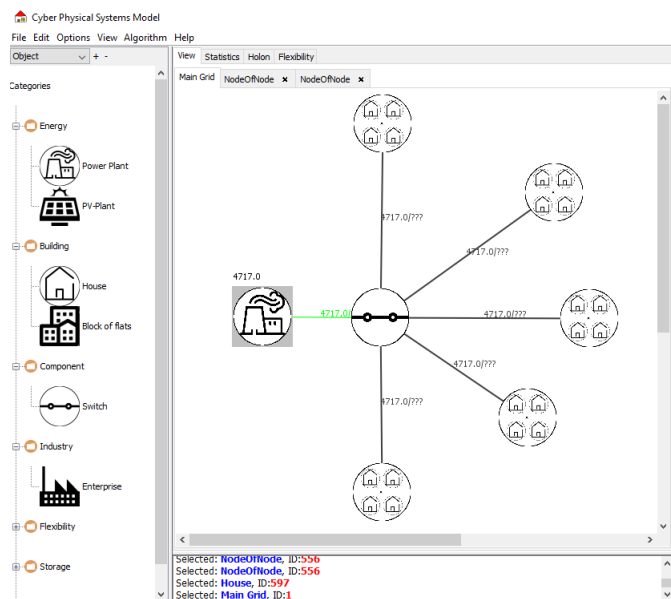 Cyber Physical Systems Model
File Edit Options View Algorithm Help
Object + -
Categories
Energy
Power Plant
PV-Plant
Building
House
Block of flats
Component
Switch
Industry
Enterprise
Flexibility
Storage
View Statistics Holon Flexibility
Main Grid NodeOfNode × NodeOfNode ×
4717.0/???
4717.0/???
4717.0
4717.0/
4717.0/???
4717.0/???
4717.0/???
Selected: NodeOfNode, ID:556
Selected: NodeOfNode, ID:556
Selected: House, ID:597
Selected: Main Grid, ID:1